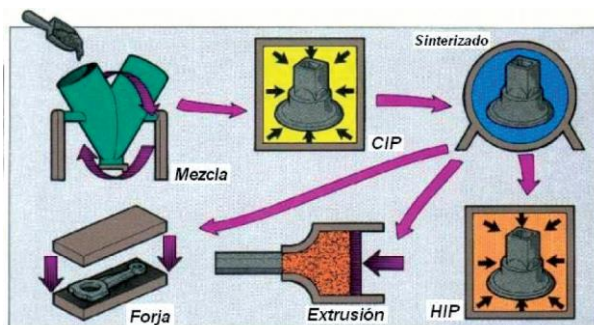 Sinterizado
CIP
Mezcla
Forja
Extrusión
HIP